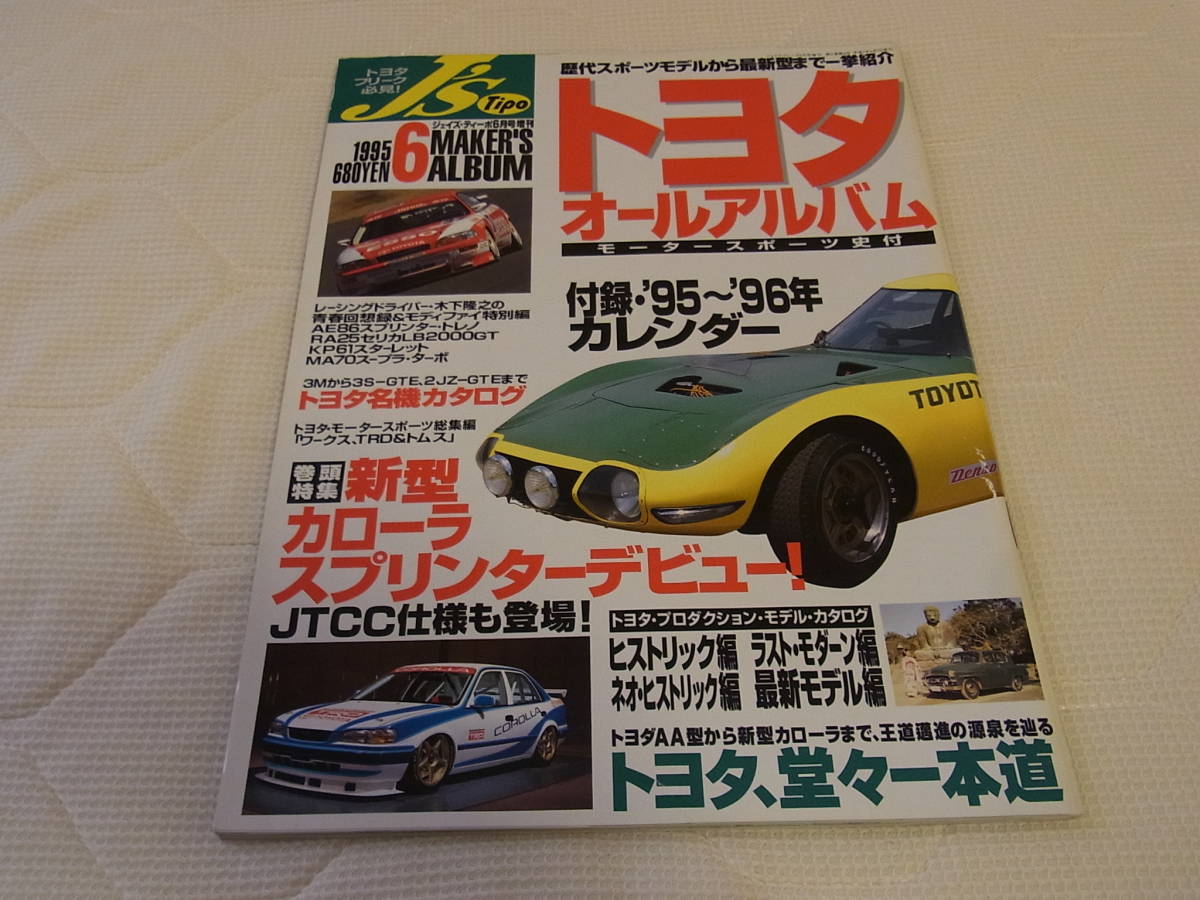 トヨタ
フリーク
必見!
J's
Tipo
ジェイズ・ティーポ6月号増刊
1995
680YEN
6
MAKER'S
ALBUM
歴代スポーツモデルから最新型まで一挙紹介
トヨタ
オールアルバム
モータースポーツ史付
付録・'95〜'96年
カレンダー
レーシングドライバー・木下隆之の
青春回想録&モディファイ特別編
AE86スプリンター・トレノ
RA25セリカLB2000GT
KP61スターレット
MA70スープラ・ターボ
3Mから3S-GTE、2JZ-GTEまで
トヨタ名機カタログ
トヨタ・モータースポーツ総集編
「ワークス、TRD&トムス」
巻頭
特集
新型
カローラ
スプリンターデビュー!
JTCC仕様も登場!
TOYOT
GOODYEAR
Denso
ESSO
COROLLA
COROLLA
トヨタ・プロダクション・モデル・カタログ
ヒストリック編 ラスト・モダーン編
ネオ・ヒストリック編 最新モデル編
トヨダAA型から新型カローラまで、王道邁進の源泉を辿る
トヨタ、堂々一本道